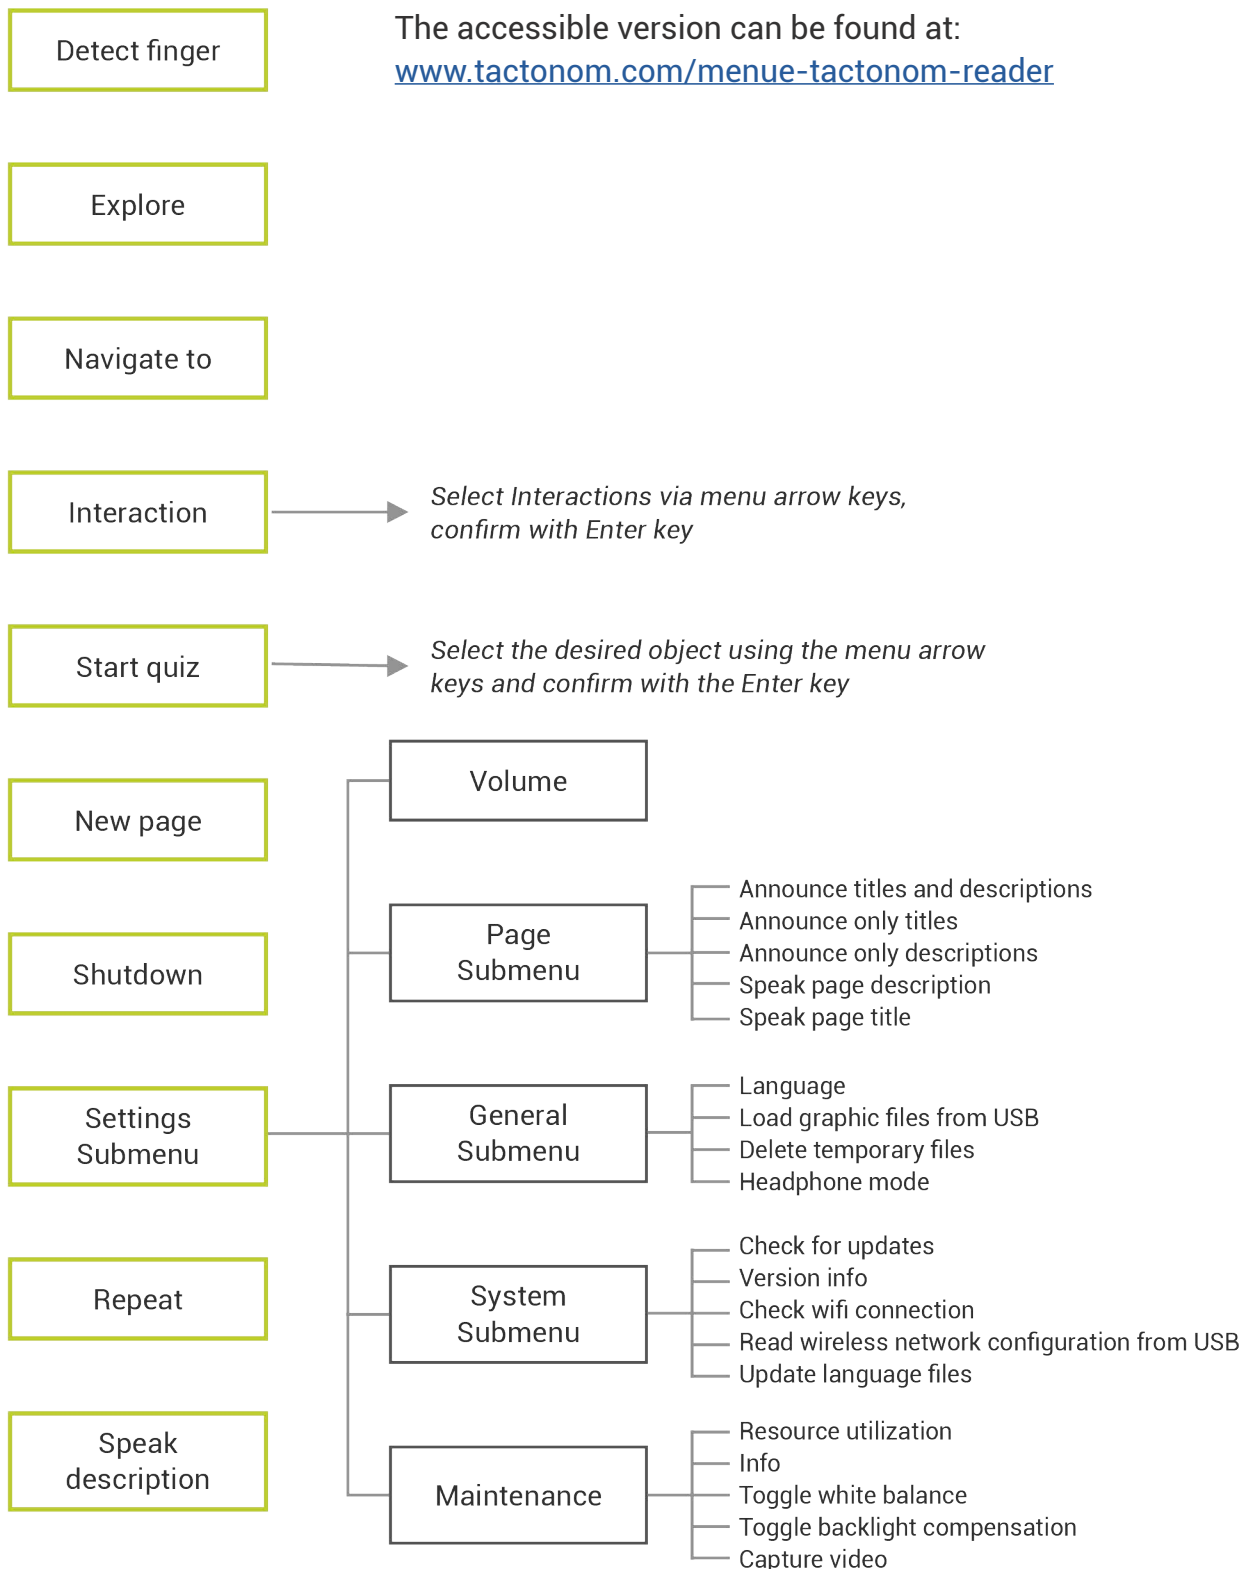 Detect finger
The accessible version can be found at:
www.tactonom.com/menue-tactonom-reader
Explore
Navigate to
Interaction
Select Interactions via menu arrow keys,
confirm with Enter key
Start quiz
Select the desired object using the menu arrow
keys and confirm with the Enter key
New page
Shutdown
Settings
Submenu
Repeat
Speak
description
Volume
Page
Submenu
Announce titles and descriptions
Announce only titles
Announce only descriptions
Speak page description
Speak page title
General
Submenu
Language
Load graphic files from USB
Delete temporary files
Headphone mode
System
Submenu
Check for updates
Version info
Check wifi connection
Read wireless network configuration from USB
Update language files
Maintenance
Resource utilization
Info
Toggle white balance
Toggle backlight compensation
Capture video